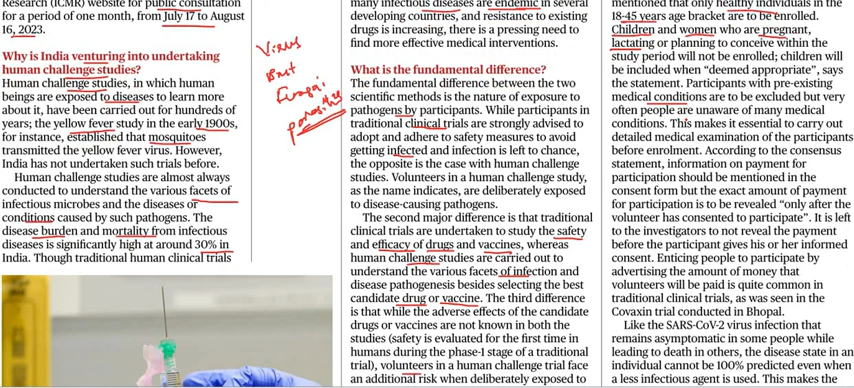 Research (ICMR) website for public consultation
for a period of one month, from July 17 to August
16, 2023.
Why is India venturing into undertaking
human challenge studies?
Human challenge studies, in which human
beings are exposed to diseases to learn more
about it, have been carried out for hundreds of
years; the yellow fever study in the early 1900s,
for instance, established that mosquitoes
transmitted the yellow fever virus. However,
India has not undertaken such trials before.
Human challenge studies are almost always
conducted to understand the various facets of
infectious microbes and the diseases or
conditions caused by such pathogens. The
disease burden and mortality from infectious
diseases is significantly high at around 30% in
India. Though traditional human clinical trials
Virus
Bact
Fungai
parasites
many infectious diseases are endemic in several
developing countries, and resistance to existing
drugs is increasing, there is a pressing need to
find more effective medical interventions.
What is the fundamental difference?
The fundamental difference between the two
scientific methods is the nature of exposure to
pathogens by participants. While participants in
traditional clinical trials are strongly advised to
adopt and adhere to safety measures to avoid
getting infected and infection is left to chance,
the opposite is the case with human challenge
studies. Volunteers in a human challenge study,
as the name indicates, are deliberately exposed
to disease-causing pathogens.
The second major difference is that traditional
clinical trials are undertaken to study the safety
and efficacy of drugs and vaccines, whereas
human challenge studies are carried out to
understand the various facets of infection and
disease pathogenesis besides selecting the best
candidate drug or vaccine. The third difference
is that while the adverse effects of the candidate
drugs or vaccines are not known in both the
studies (safety is evaluated for the first time in
humans during the phase-1 stage of a traditional
trial), volunteers in a human challenge trial face
an additional risk when deliberately exposed to
mentioned that only healthy individuals in the
18-45 years age bracket are to be enrolled.
Children and women who are pregnant,
lactating or planning to conceive within the
study period will not be enrolled; children will
be included when “deemed appropriate”, says
the statement. Participants with pre-existing
medical conditions are to be excluded but very
often people are unaware of many medical
conditions. This makes it essential to carry out
detailed medical examination of the participants
before enrolment. According to the consensus
statement, information on payment for
participation should be mentioned in the
consent form but the exact amount of payment
for participation is to be revealed “only after the
volunteer has consented to participate”. It is left
to the investigators to not reveal the payment
before the participant gives his or her informed
consent. Enticing people to participate by
advertising the amount of money that
volunteers will be paid is quite common in
traditional clinical trials, as was seen in the
Covaxin trial conducted in Bhopal.
Like the SARS-CoV-2 virus infection that
remains asymptomatic in some people while
leading to death in others, the disease state in an
individual cannot be 100% predicted even when
a less infectious agent is used. This makes the